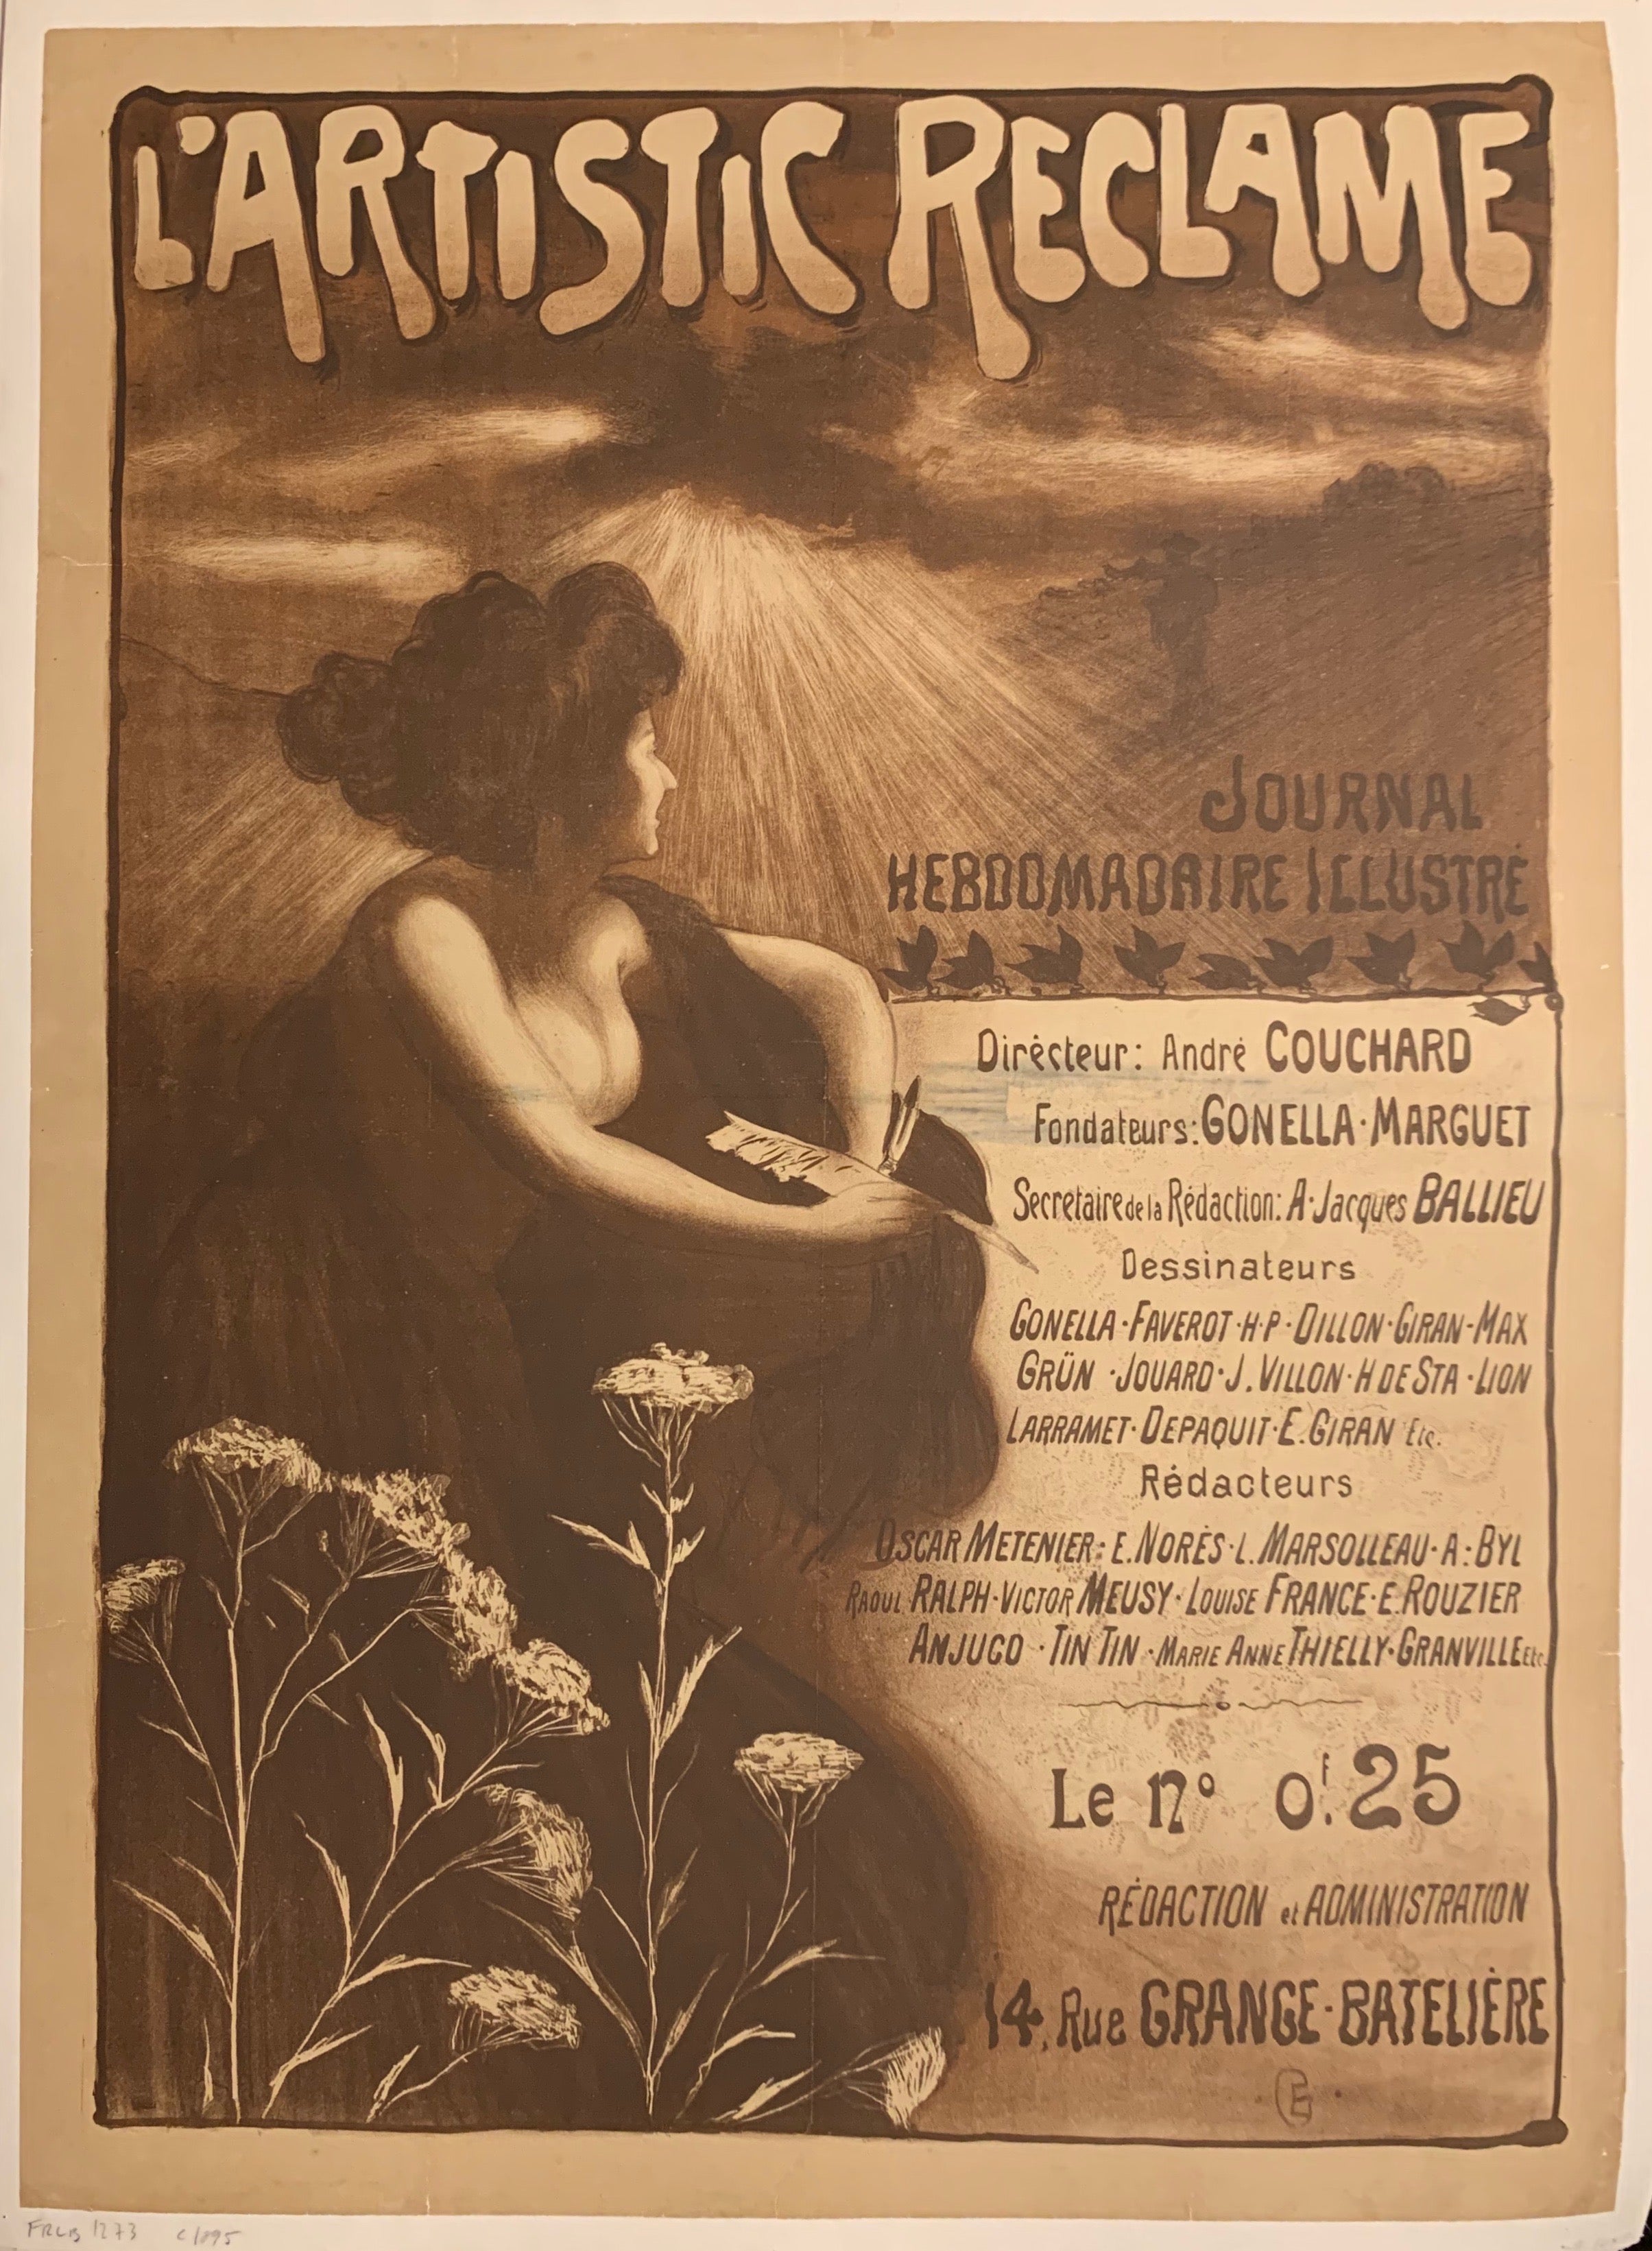 L'ARTISTIC RECLAME
JOURNAL
HEBDOMADAIRE ILLUSTRÉ
Dirécteur: André COUCHARD
Fondateurs: GONELLA·MARGUET
Secretaire de la Rédaction: A·Jacques BALLIEU
Dessinateurs
GONELLA·FAVEROT·H·P·DILLON·GIRAN-MAX
GRÜN·JOUARD·J.VILLON·H DE STA·LION
LARRAMET·DEPAQUIT·E.GIRAN Etc.
Rédacteurs
OSCAR METENIER·E.NORÈS·L.MARSOLLEAU·A·BYL
RAOUL RALPH·VICTOR MEUSY·LOUISE FRANCE·E.ROUZIER
ANJUCO·TIN TIN·MARIE ANNE THIELLY·GRANVILLE Etc.
Le No 0f.25
RÉDACTION et ADMINISTRATION
14, Rue GRANGE-BATELIÈRE
FRLB 1273 C1895